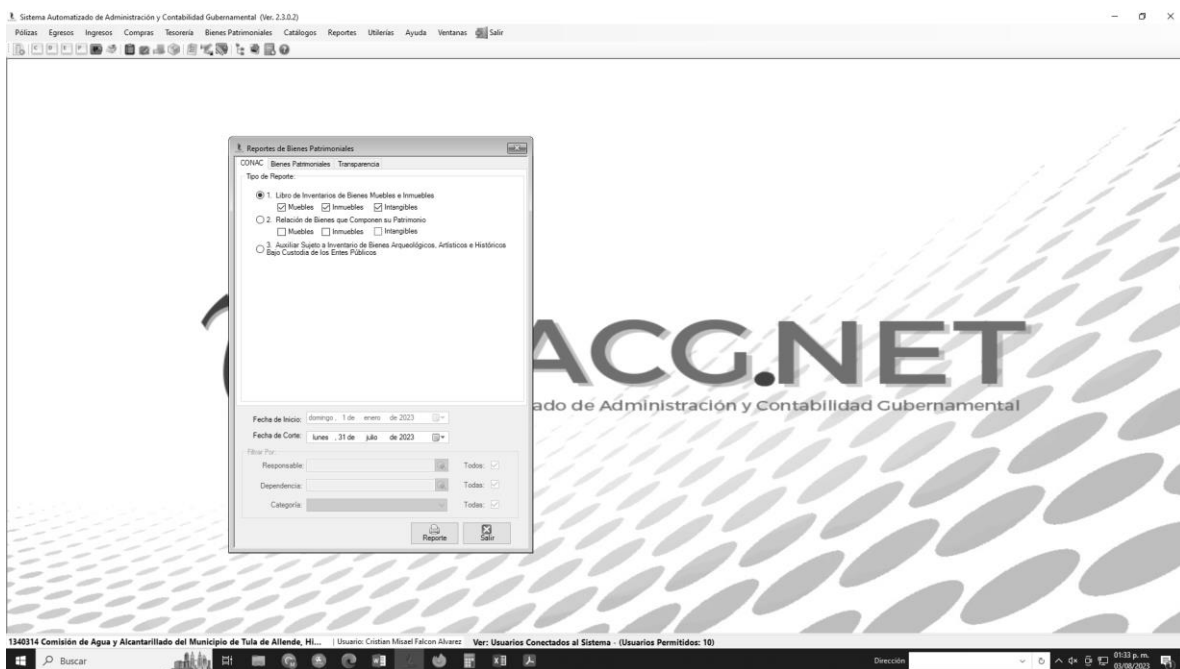 Sistema Automatizado de Administración y Contabilidad Gubernamental (Ver. 2.3.0.2)
Pólizas Egresos Ingresos Compras Tesorería Bienes Patrimoniales Catálogos Reportes Utilerías Ayuda Ventanas Salir
Reportes de Bienes Patrimoniales
CONAC Bienes Patrimoniales Transparencia
Tipo de Reporte:
1. Libro de Inventarios de Bienes Muebles e Inmuebles
Muebles Inmuebles Intangibles
2. Relación de Bienes que Componen su Patrimonio
Muebles Inmuebles Intangibles
3. Auxiliar Sujeto a Inventario de Bienes Arqueológicos, Artísticos e Históricos
Bajo Custodia de los Entes Públicos
ACG.NET
ado de Administración y Contabilidad Gubernamental
Fecha de Inicio: domingo , 1 de enero de 2023
Fecha de Corte: lunes , 31 de julio de 2023
Filtrar Por:
Responsable: Todos:
Dependencia: Todas:
Categoría: Todas:
Reporte Salir
1340314 Comisión de Agua y Alcantarillado del Municipio de Tula de Allende, Hi... | Usuario: Cristian Misael Falcon Alvarez Ver: Usuarios Conectados al Sistema - (Usuarios Permitidos: 10)
Buscar Dirección 01:33 p. m.
03/08/2023